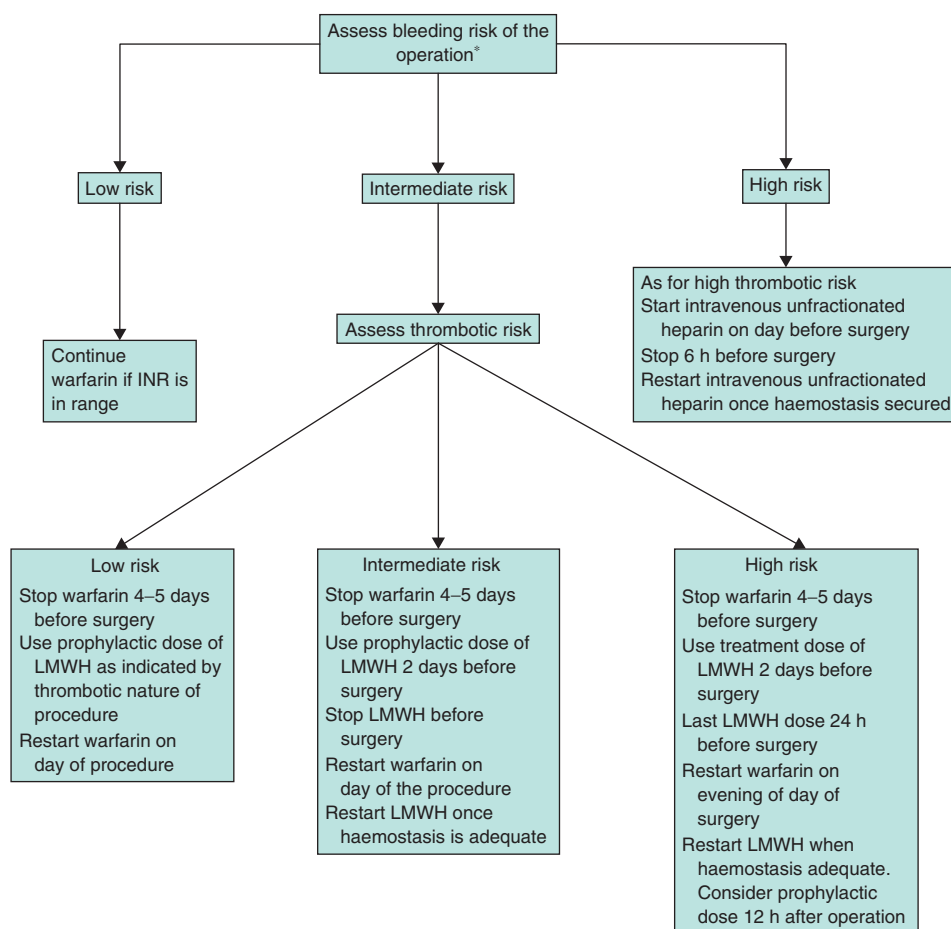 Assess bleeding risk of the
operation*
Low risk
Intermediate risk
High risk
As for high thrombotic risk
Start intravenous unfractionated
heparin on day before surgery
Stop 6 h before surgery
Restart intravenous unfractionated
heparin once haemostasis secured
Assess thrombotic risk
Continue
warfarin if INR is
in range
Low risk
Stop warfarin 4–5 days
before surgery
Use prophylactic dose of
LMWH as indicated by
thrombotic nature of
procedure
Restart warfarin on
day of procedure
Intermediate risk
Stop warfarin 4–5 days
before surgery
Use prophylactic dose of
LMWH 2 days before
surgery
Stop LMWH before
surgery
Restart warfarin on
day of the procedure
Restart LMWH once
haemostasis is adequate
High risk
Stop warfarin 4–5 days
before surgery
Use treatment dose of
LMWH 2 days before
surgery
Last LMWH dose 24 h
before surgery
Restart warfarin on
evening of day of
surgery
Restart LMWH when
haemostasis adequate.
Consider prophylactic
dose 12 h after operation